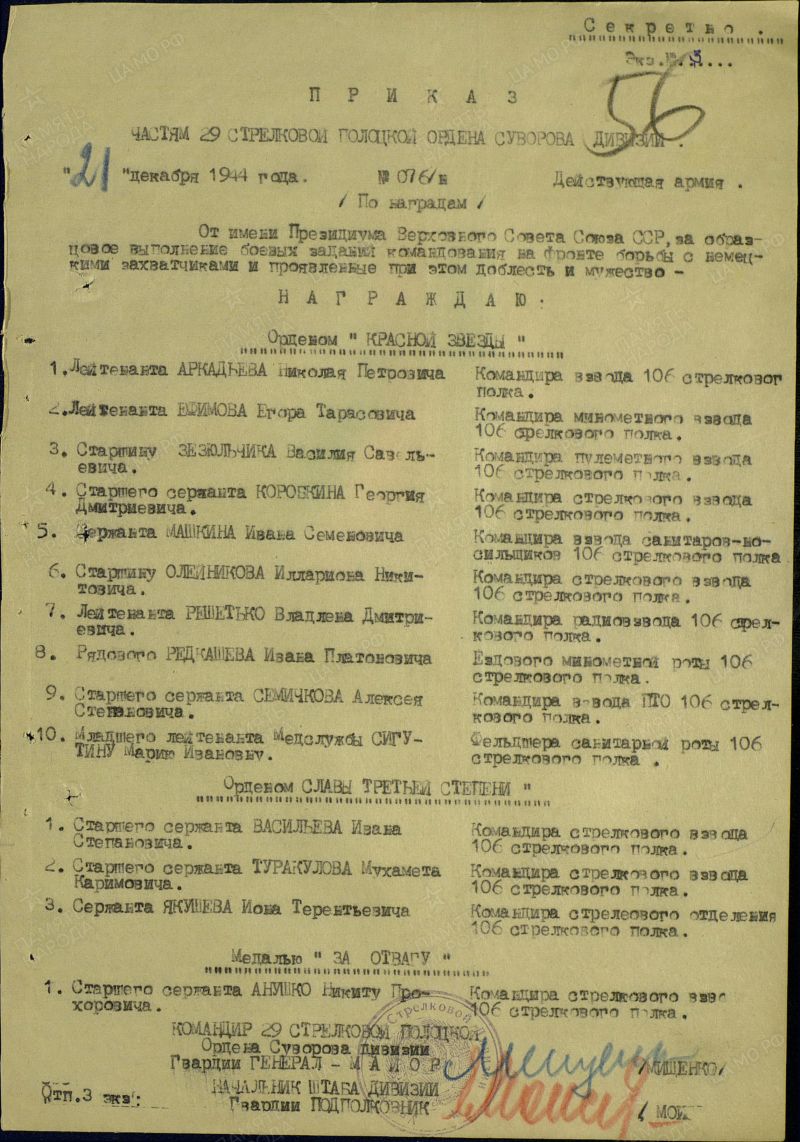 Секретно.
Экз.№ 3...
56
П Р И К А З
ЧАСТЯМ 29 СТРЕЛКОВОЙ ПОЛОЦКОЙ ОРДЕНА СУВОРОВА ДИВИЗИИ.
"21"декабря 1944 года. № 076/н Действующая армия.
/ По наградам /
От имени Президиума Верховного Совета Союза ССР, за образ-
цовое выполнение боевых заданий командования на фронте борьбы с немец-
кими захватчиками и проявленные при этом доблесть и мужество -
Н А Г Р А Ж Д А Ю.
Орденом " КРАСНОЙ ЗВЕЗДЫ "
1. Лейтенанта АРКАДЬЕВА Николая Петровича Командира взвода 106 стрелковог
полка.
2. Лейтенанта ЕФИМОВА Егора Тарасовича Командира минометного взвода
106 срелкового полка.
3. Старшину ЗЕЗЮЛЬЧИКА Василия Савель- Командира пулеметного взвода
евича. 106 стрелкового полка.
4. Старшего сержанта КОРОБКИНА Георгия Командира стрелкового взвода
Дмитриевича. 106 стрелкового полка.
5. Сержанта МАШКИНА Ивана Семеновича Командира взвода санитаров-но-
сильщиков 106 стрелкового полка
6. Старшину ОЛЕЙНИКОВА Иллариона Ники- Командира стрелкового взвода
товича. 106 стрелкового полка.
7. Лейтенанта РЕШЕТЬКО Владлена Дмитри- Командира радиовзвода 106 срел-
евича. кового полка.
8. Рядового РЕДКАШЕВА Ивана Платоновича Ездового минометной роты 106
стрелкового полка.
9. Старшего сержанта СЕМИЧКОВА Алексея Командира взвода ПТО 106 стрел-
Степановича. кового полка.
10. Младшего лейтенанта Медслужбы СИГУ- Фельдшера санитарной роты 106
ТИНУ Марию Ивановну. стрелкового полка .
Орденом СЛАВЫ ТРЕТЬЕЙ СТЕПЕНИ "
1. Старшего сержанта ВАСИЛЬЕВА Ивана Командира стрелкового взвода
Степановича. 106 стрелкового полка.
2. Старшего сержанта ТУРАКУЛОВА Мухамета Командира стрелкового взвода
Каримовича. 106 стрелкового полка.
3. Сержанта ЯКУШЕВА Иона Терентьевича Командира стрелеового отделения
106 стрелкового полка.
Медалью " ЗА ОТВАГУ "
1. Старшего сержанта АНУШКО Никиту Про- Командира стрелкового взво
хоровича. 106 стрелкового полка.
КОМАНДИР 29 СТРЕЛКОВОЙ ПОЛОЦКОЙ
Ордена Суворова дивизии
Гвардии ГЕНЕРАЛ - МАЙОР /МИЩЕНКО/
НАЧАЛЬНИК ШТАБА ДИВИЗИИ
Гвардии ПОДПОЛКОВНИК / МОИ
Отп.3 экз.
Стрелковой